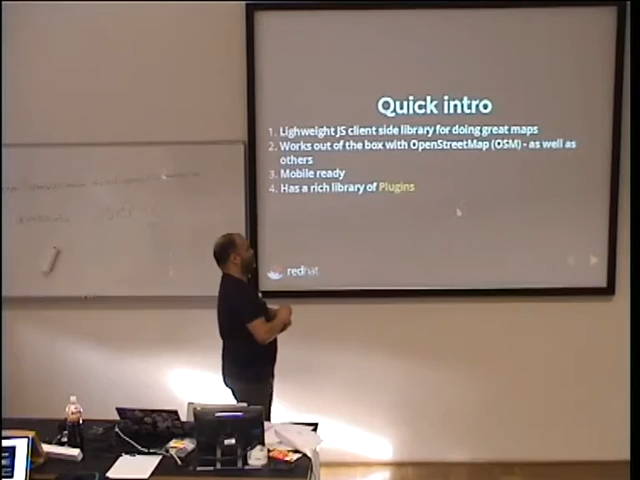 Quick intro
1. Lighweight JS client side library for doing great maps
2. Works out of the box with OpenStreetMap (OSM) - as well as
others
3. Mobile ready
4. Has a rich library of Plugins
redhat